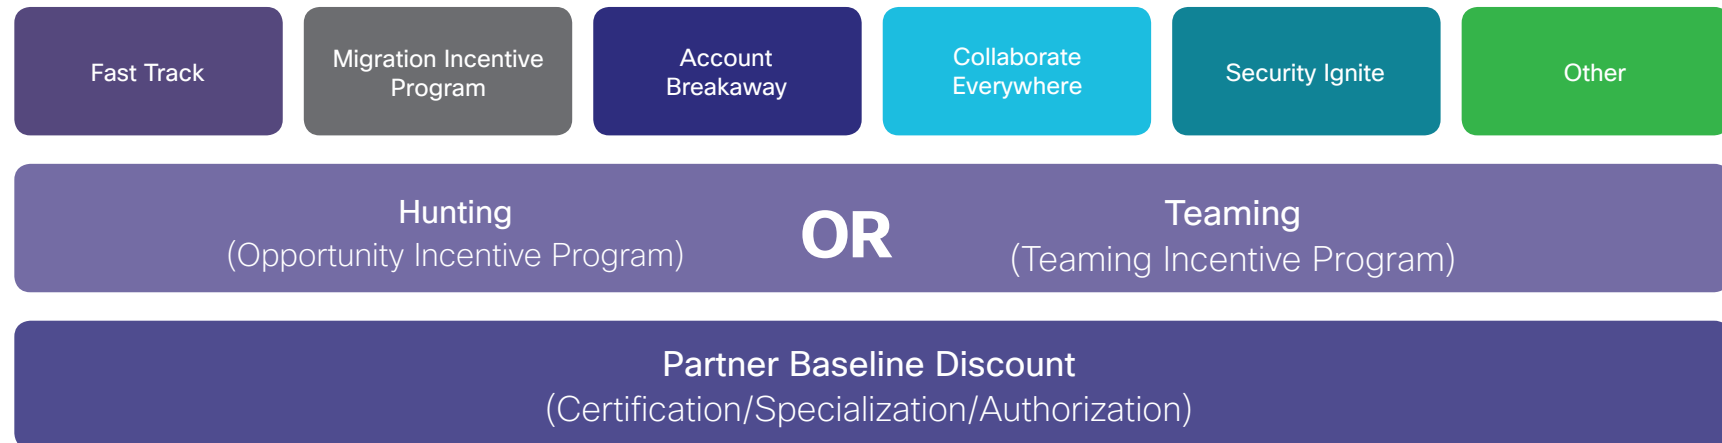 Fast Track
Migration Incentive
Program
Account
Breakaway
Collaborate
Everywhere
Security Ignite
Other
Hunting
(Opportunity Incentive Program)
OR
Teaming
(Teaming Incentive Program)
Partner Baseline Discount
(Certification/Specialization/Authorization)